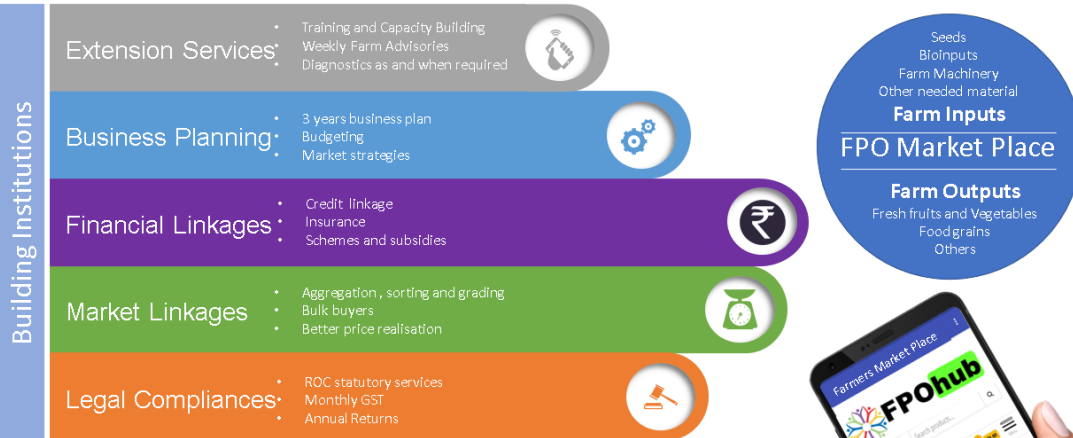 Building Institutions
Extension Services
• Training and Capacity Building
• Weekly Farm Advisories
• Diagnostics as and when required
Business Planning
• 3 years business plan
• Budgeting
• Market strategies
Financial Linkages
• Credit linkage
• Insurance
• Schemes and subsidies
₹
Market Linkages
• Aggregation , sorting and grading
• Bulk buyers
• Better price realisation
Legal Compliances
• ROC statutory services
• Monthly GST
• Annual Returns
Seeds
Bioinputs
Farm Machinery
Other needed material
Farm Inputs
FPO Market Place
Farm Outputs
Fresh fruits and Vegetables
Food grains
Others
Farmers Market Place
FPOhub
Search products...